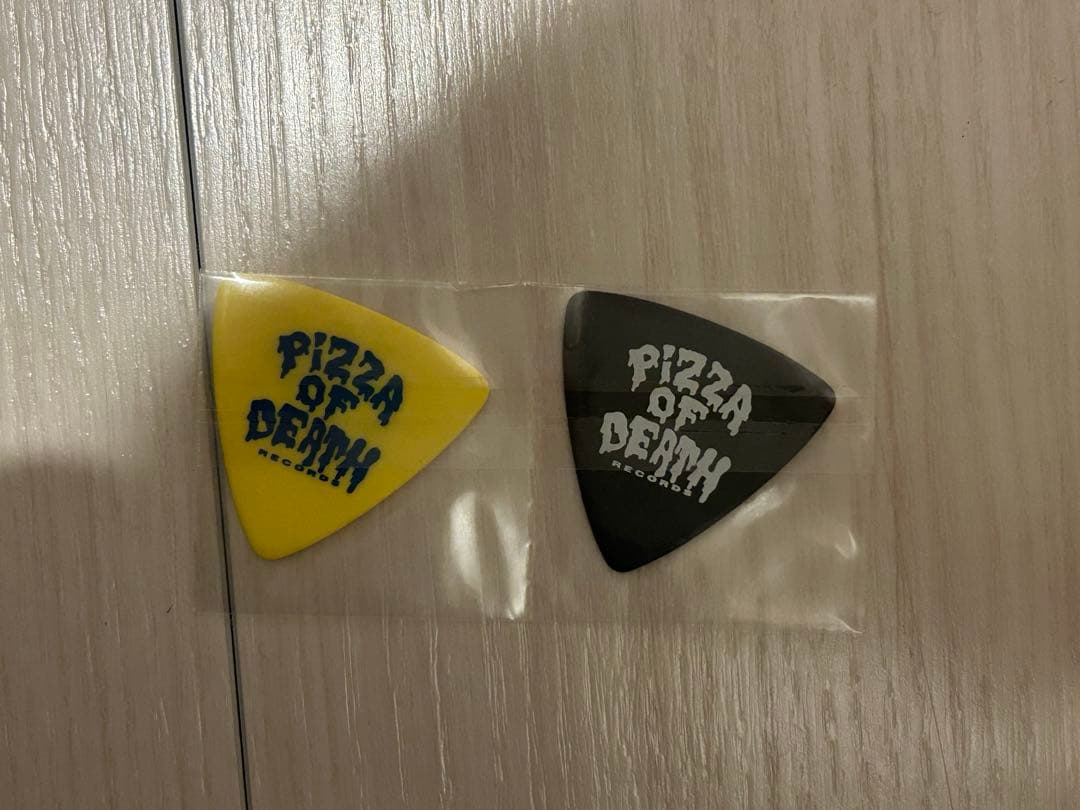 PiZZA
OF
DEATH
RECORDS
PiZZA
OF
DEATH
RECORDS